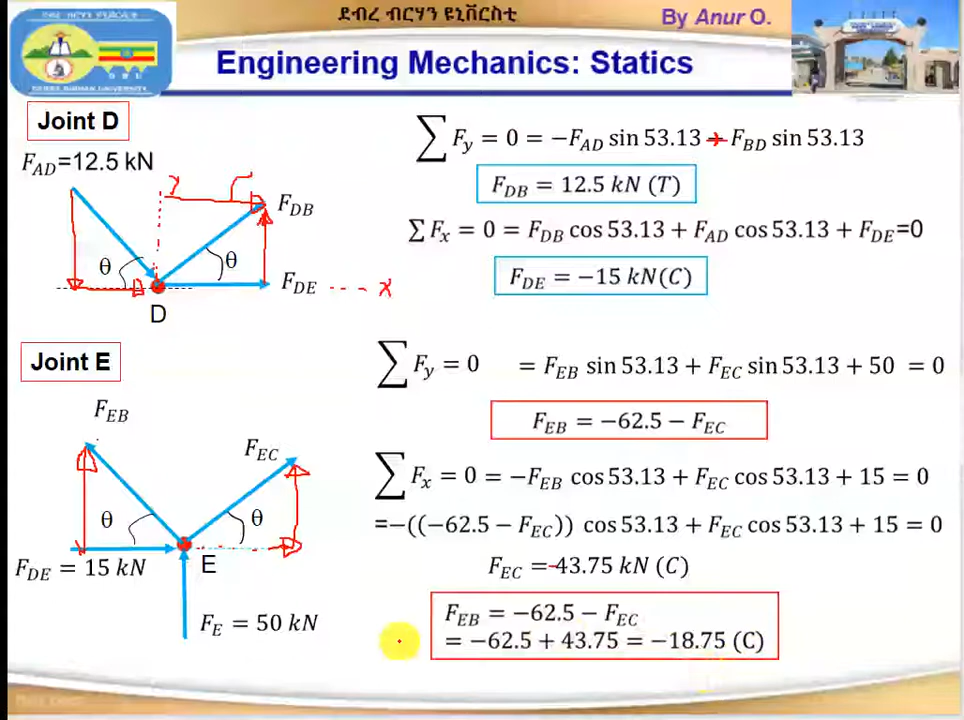 ደብረ ብርሃን ዩኒቨርስቲ
By Anur O.
DEBRE BERHAN UNIVERSITY
D B U
Engineering Mechanics: Statics
Joint D
F_AD=12.5 kN
y
F_DB
θ
θ
F_DE
x
D
∑ F_y = 0 = −F_AD sin 53.13 + F_BD sin 53.13
F_DB = 12.5 kN (T)
∑ F_x = 0 = F_DB cos 53.13 + F_AD cos 53.13 + F_DE=0
F_DE = −15 kN(C)
Joint E
F_EB
F_EC
θ
θ
F_DE = 15 kN
E
F_E = 50 kN
∑ F_y = 0 = F_EB sin 53.13 + F_EC sin 53.13 + 50 = 0
F_EB = −62.5 − F_EC
∑ F_x = 0 = −F_EB cos 53.13 + F_EC cos 53.13 + 15 = 0
=−((−62.5 − F_EC)) cos 53.13 + F_EC cos 53.13 + 15 = 0
F_EC =-43.75 kN (C)
F_EB = −62.5 − F_EC
= −62.5 + 43.75 = −18.75 (C)